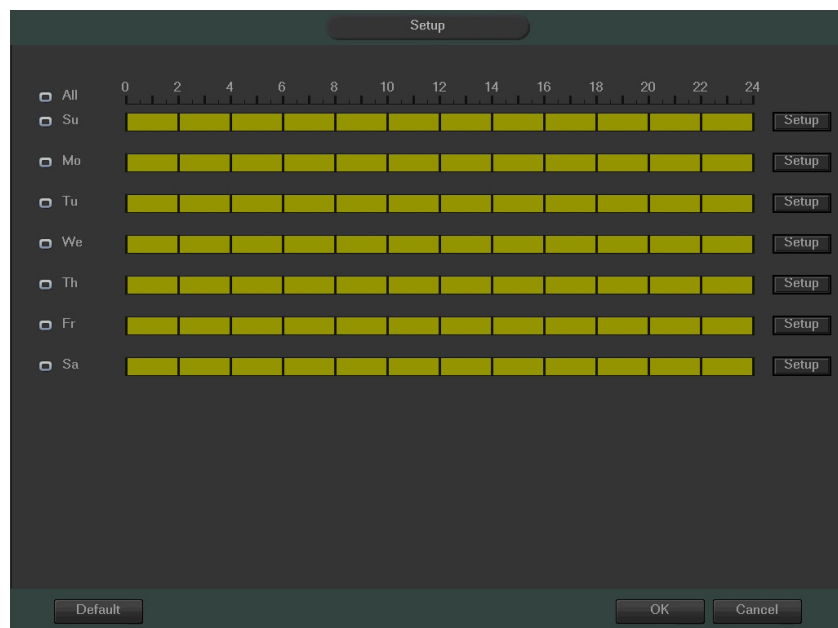 Setup
All 0 2 4 6 8 10 12 14 16 18 20 22 24
Su Setup
Mo Setup
Tu Setup
We Setup
Th Setup
Fr Setup
Sa Setup
Default OK Cancel